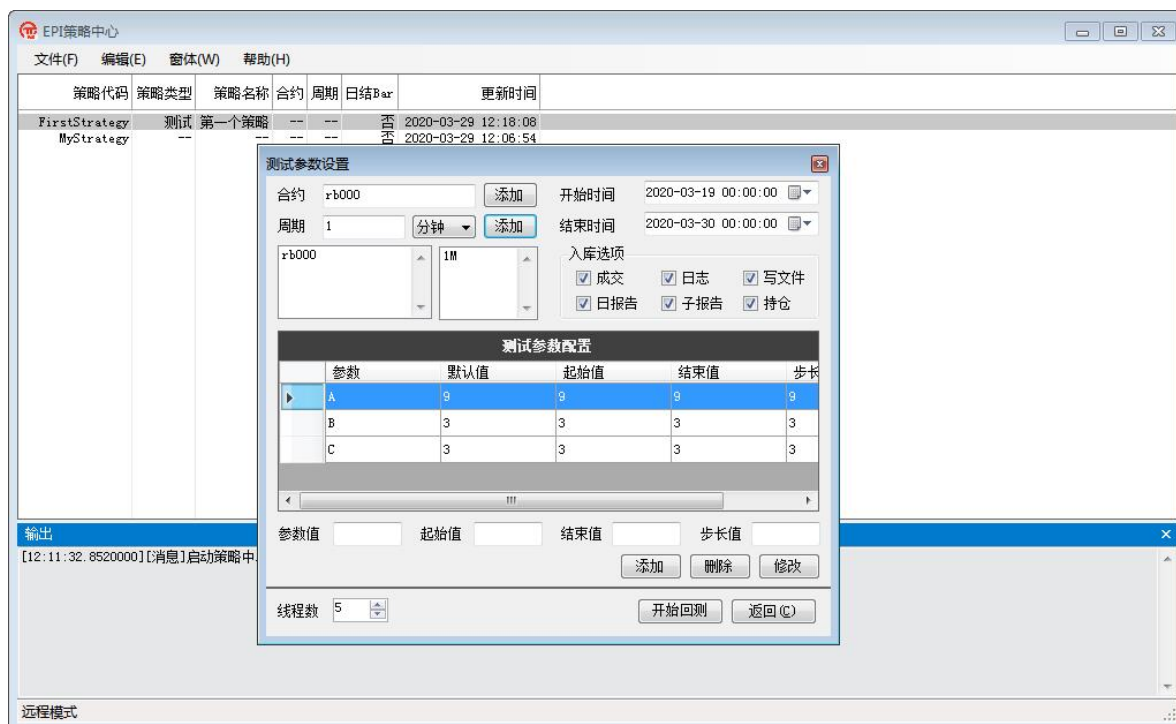 EPI策略中心
文件(F) 编辑(E) 窗体(W) 帮助(H)
策略代码 策略类型 策略名称 合约 周期 日结Bar 更新时间
FirstStrategy 测试 第一个策略 -- -- 否 2020-03-29 12:18:08
MyStrategy -- -- -- -- 否 2020-03-29 12:06:54
测试参数设置
合约 rb000 添加 开始时间 2020-03-19 00:00:00
周期 1 分钟 添加 结束时间 2020-03-30 00:00:00
rb000 1M 入库选项
成交 日志 写文件
日报告 子报告 持仓
测试参数配置
参数 默认值 起始值 结束值 步长
A 9 9 9 9
B 3 3 3 3
C 3 3 3 3
参数值 起始值 结束值 步长值
添加 删除 修改
线程数 5 开始回测 返回(C)
输出
[12:11:32.8520000][消息]启动策略中
远程模式